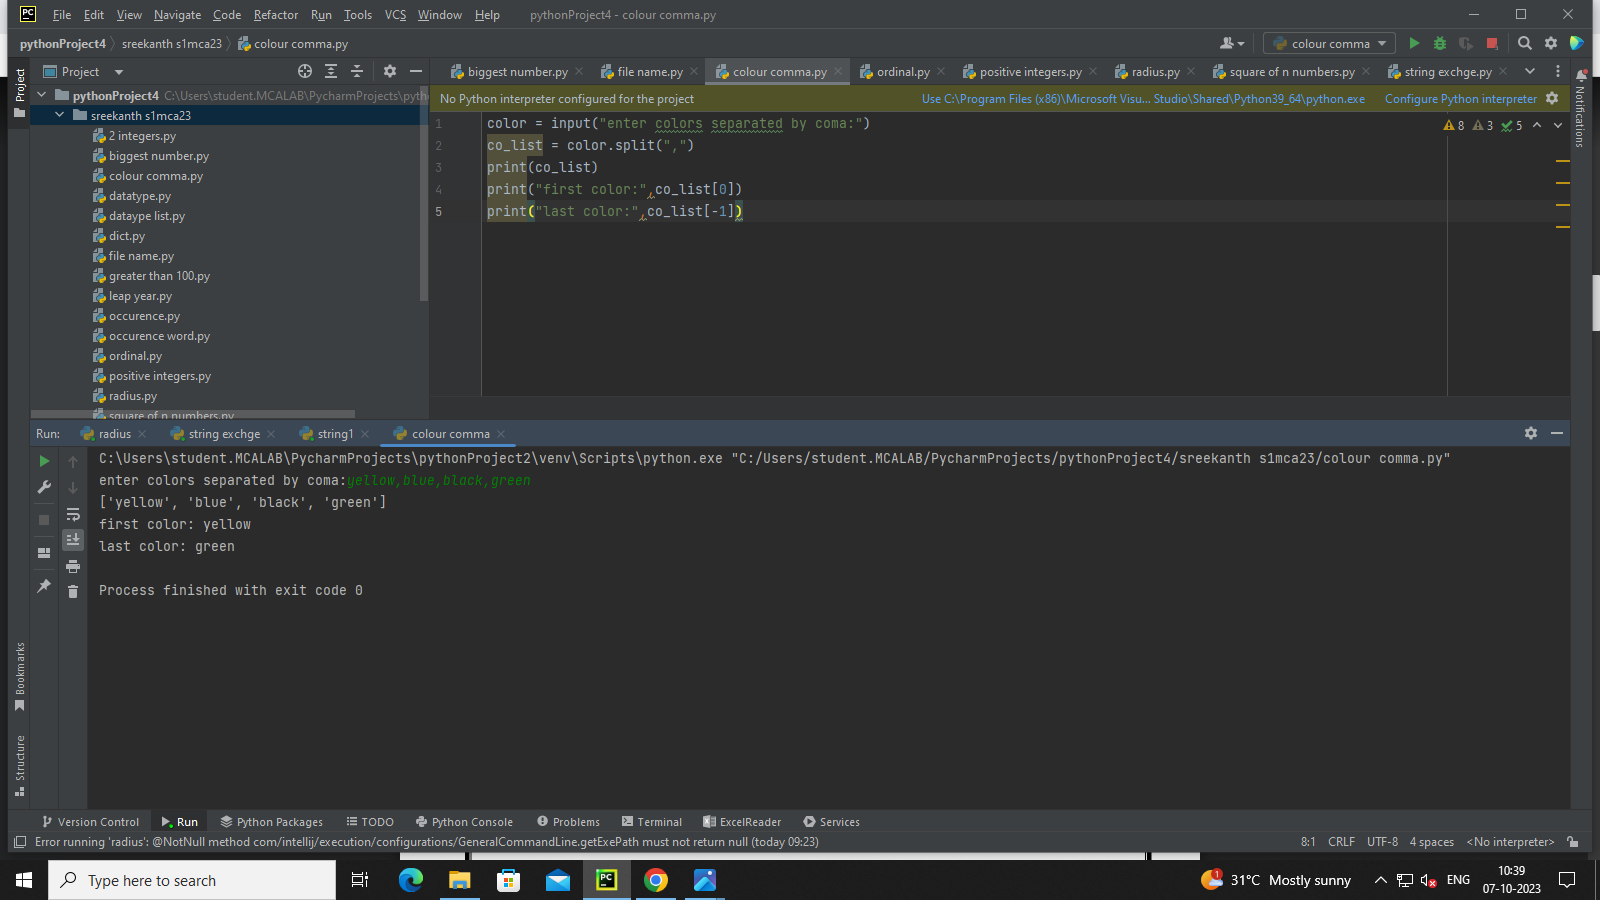 PC File Edit View Navigate Code Refactor Run Tools VCS Window Help pythonProject4 - colour comma.py
pythonProject4 sreekanth s1mca23 colour comma.py colour comma
Project
Project
biggest number.py file name.py colour comma.py ordinal.py positive integers.py radius.py square of n numbers.py string exchge.py
Notifications
pythonProject4 C:\Users\student.MCALAB\PycharmProjects\pyth
No Python interpreter configured for the project Use C:\Program Files (x86)\Microsoft Visu... Studio\Shared\Python39_64\python.exe Configure Python interpreter
sreekanth s1mca23
2 integers.py
biggest number.py
colour comma.py
datatype.py
dataype list.py
dict.py
file name.py
greater than 100.py
leap year.py
occurence.py
occurence word.py
ordinal.py
positive integers.py
radius.py
square of n numbers.py
1 color = input("enter colors separated by coma:")
2 co_list = color.split(",")
3 print(co_list)
4 print("first color:",co_list[0])
5 print("last color:",co_list[-1])
8 3 5
Run: radius string exchge string1 colour comma
C:\Users\student.MCALAB\PycharmProjects\pythonProject2\venv\Scripts\python.exe "C:/Users/student.MCALAB/PycharmProjects/pythonProject4/sreekanth s1mca23/colour comma.py"
enter colors separated by coma:yellow,blue,black,green
['yellow', 'blue', 'black', 'green']
first color: yellow
last color: green
Process finished with exit code 0
Bookmarks
Structure
Version Control Run Python Packages TODO Python Console Problems Terminal ExcelReader Services
Error running 'radius': @NotNull method com/intellij/execution/configurations/GeneralCommandLine.getExePath must not return null (today 09:23) 8:1 CRLF UTF-8 4 spaces <No interpreter>
Type here to search PC 1 31°C Mostly sunny ENG 10:39
07-10-2023